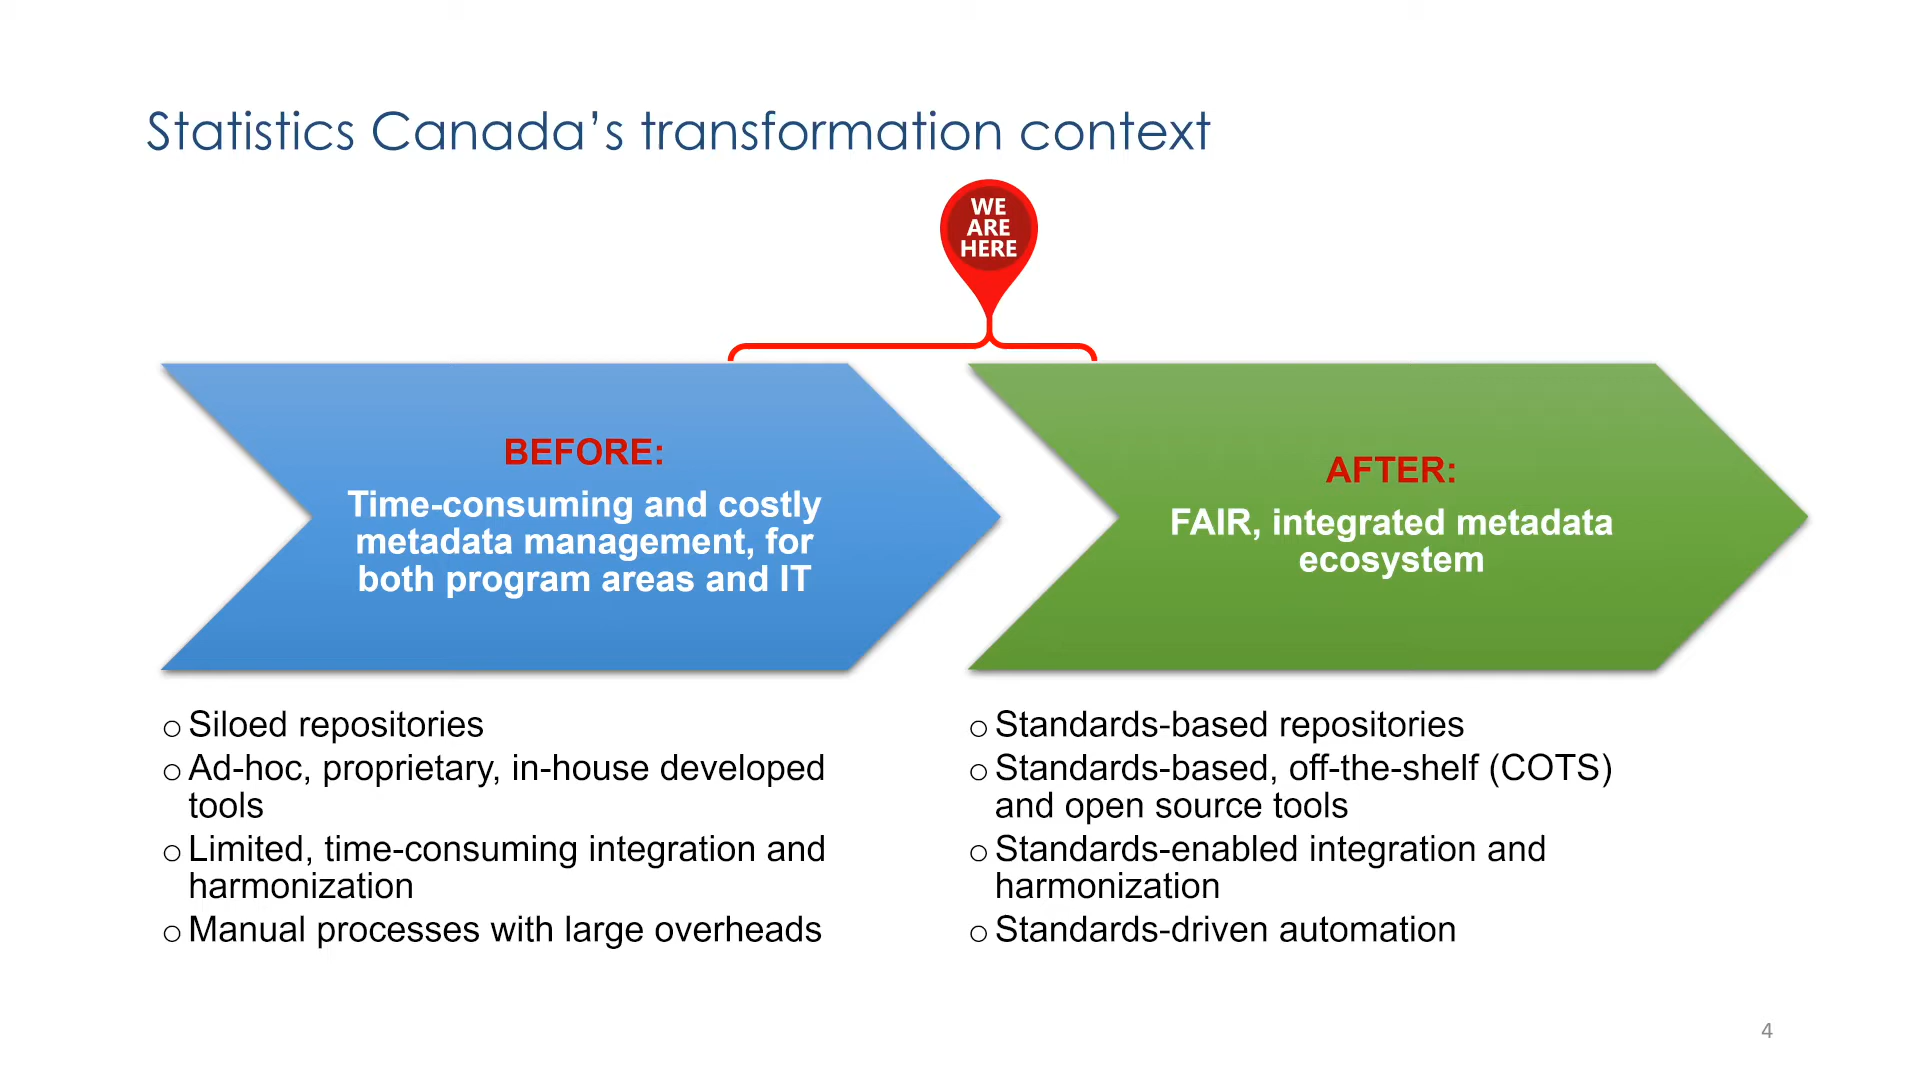 Statistics Canada’s transformation context
WE
ARE
HERE
BEFORE:
Time-consuming and costly
metadata management, for
both program areas and IT
AFTER:
FAIR, integrated metadata
ecosystem
o Siloed repositories
o Ad-hoc, proprietary, in-house developed
tools
o Limited, time-consuming integration and
harmonization
o Manual processes with large overheads
o Standards-based repositories
o Standards-based, off-the-shelf (COTS)
and open source tools
o Standards-enabled integration and
harmonization
o Standards-driven automation
4